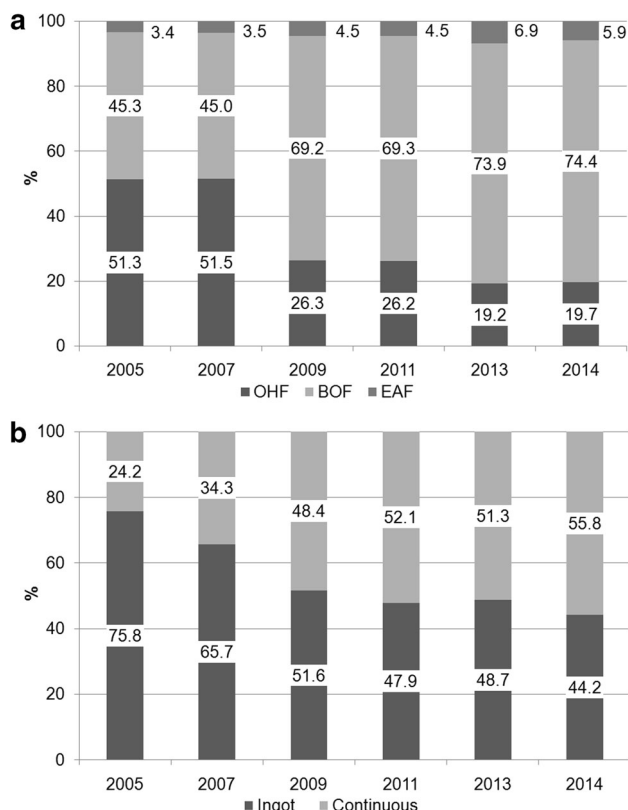 a
100
80
60
40
20
0
%
3.4 3.5 4.5 4.5 6.9 5.9
45.3 45.0 69.2 69.3 73.9 74.4
51.3 51.5 26.3 26.2 19.2 19.7
2005 2007 2009 2011 2013 2014
OHF BOF EAF
b
100
80
60
40
20
0
%
24.2 34.3 48.4 52.1 51.3 55.8
75.8 65.7 51.6 47.9 48.7 44.2
2005 2007 2009 2011 2013 2014
Ingot Continuous